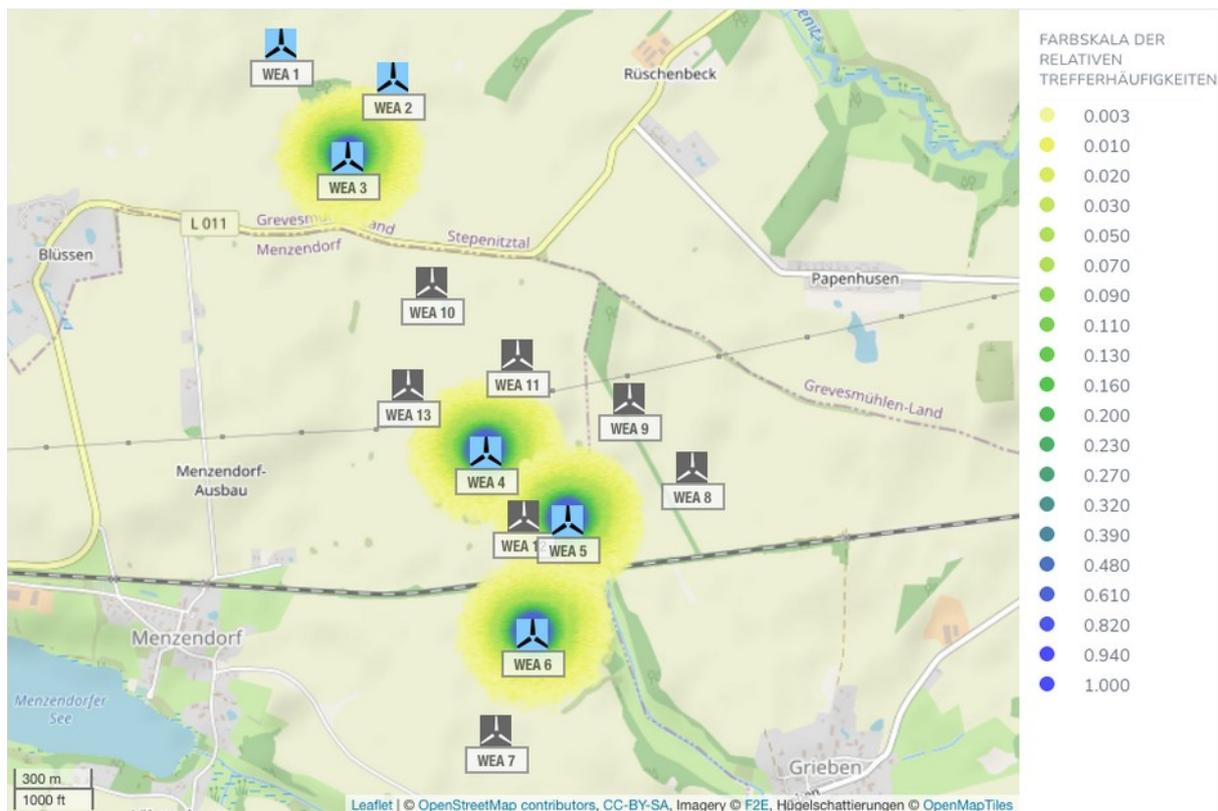 WEA 1
WEA 2
WEA 3
Rüschenbeck
L 011
Stepenitztal
Menzendorf
Blüssen
Papenhusen
WEA 10
WEA 11
WEA 13
WEA 9
Grevesmühlen-Land
WEA 4
WEA 8
Menzendorf-
Ausbau
WEA 5
Menzendorf
WEA 6
Menzendorfer
See
WEA 7
Grieben
300 m
1000 ft
Leaflet | © OpenStreetMap contributors, CC-BY-SA, Imagery © F2E, Hügelschattierungen © OpenMapTiles
FARBSKALA DER
RELATIVEN
TREFFERHÄUFIGKEITEN
0.003
0.010
0.020
0.030
0.050
0.070
0.090
0.110
0.130
0.160
0.200
0.230
0.270
0.320
0.390
0.480
0.610
0.820
0.940
1.000